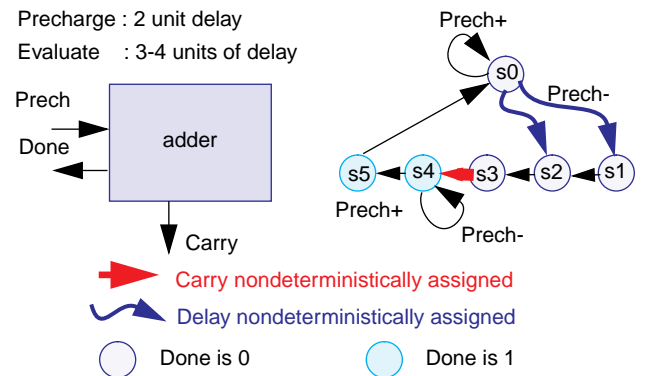 Precharge : 2 unit delay
Evaluate : 3-4 units of delay
Prech
Done
adder
Carry
Prech+
s0
Prech-
s5
s4
s3
s2
s1
Prech+
Prech-
Carry nondeterministically assigned
Delay nondeterministically assigned
Done is 0
Done is 1